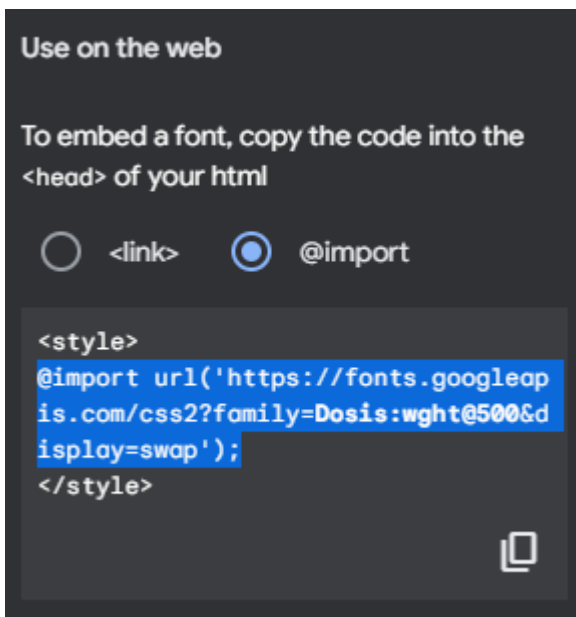 Use on the web
To embed a font, copy the code into the
<head> of your html
<link>
@import
<style>
@import url('https://fonts.googleap
is.com/css2?family=Dosis:wght@500&d
isplay=swap');
</style>